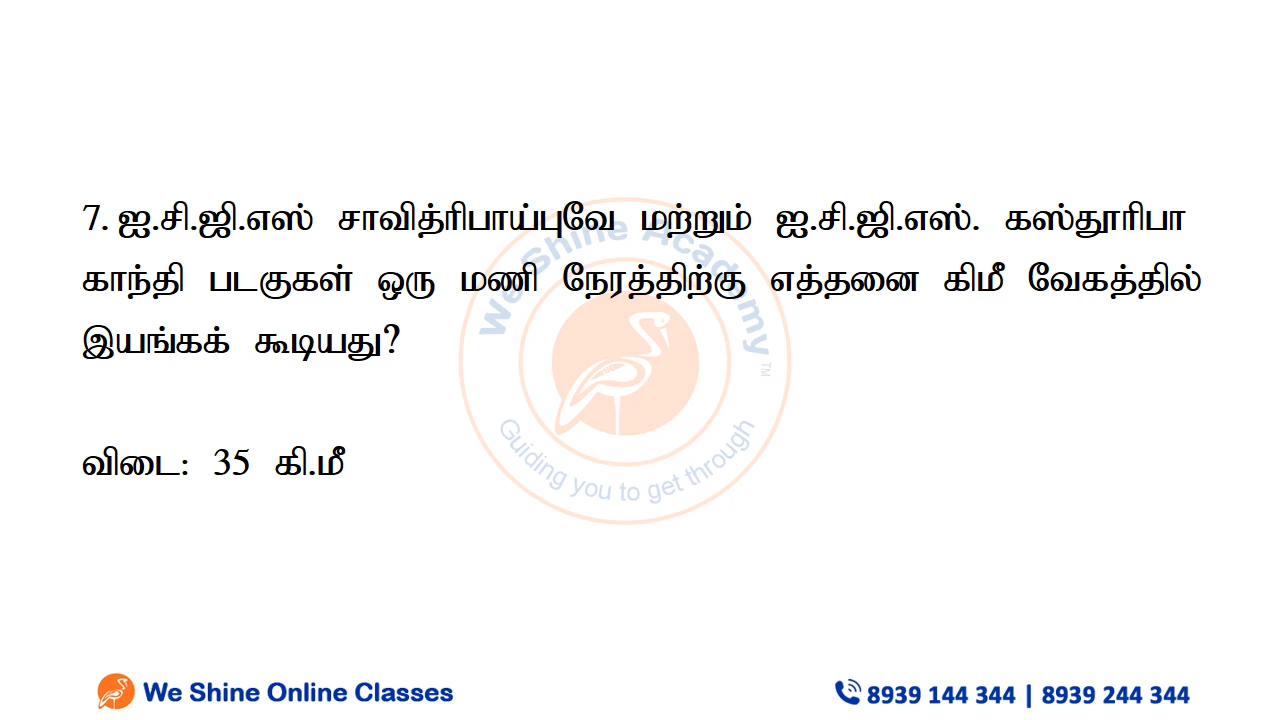 7. ஐ.சி.ஜி.எஸ் சாவித்ரிபாய்புவே மற்றும் ஐ.சி.ஜி.எஸ். கஸ்தூரிபா
காந்தி படகுகள் ஒரு மணி நேரத்திற்கு எத்தனை கிமீ வேகத்தில்
இயங்கக் கூடியது?
விடை: 35 கி.மீ
We Shine Academy
TM
Guiding you to get through
We Shine Online Classes
8939 144 344 | 8939 244 344